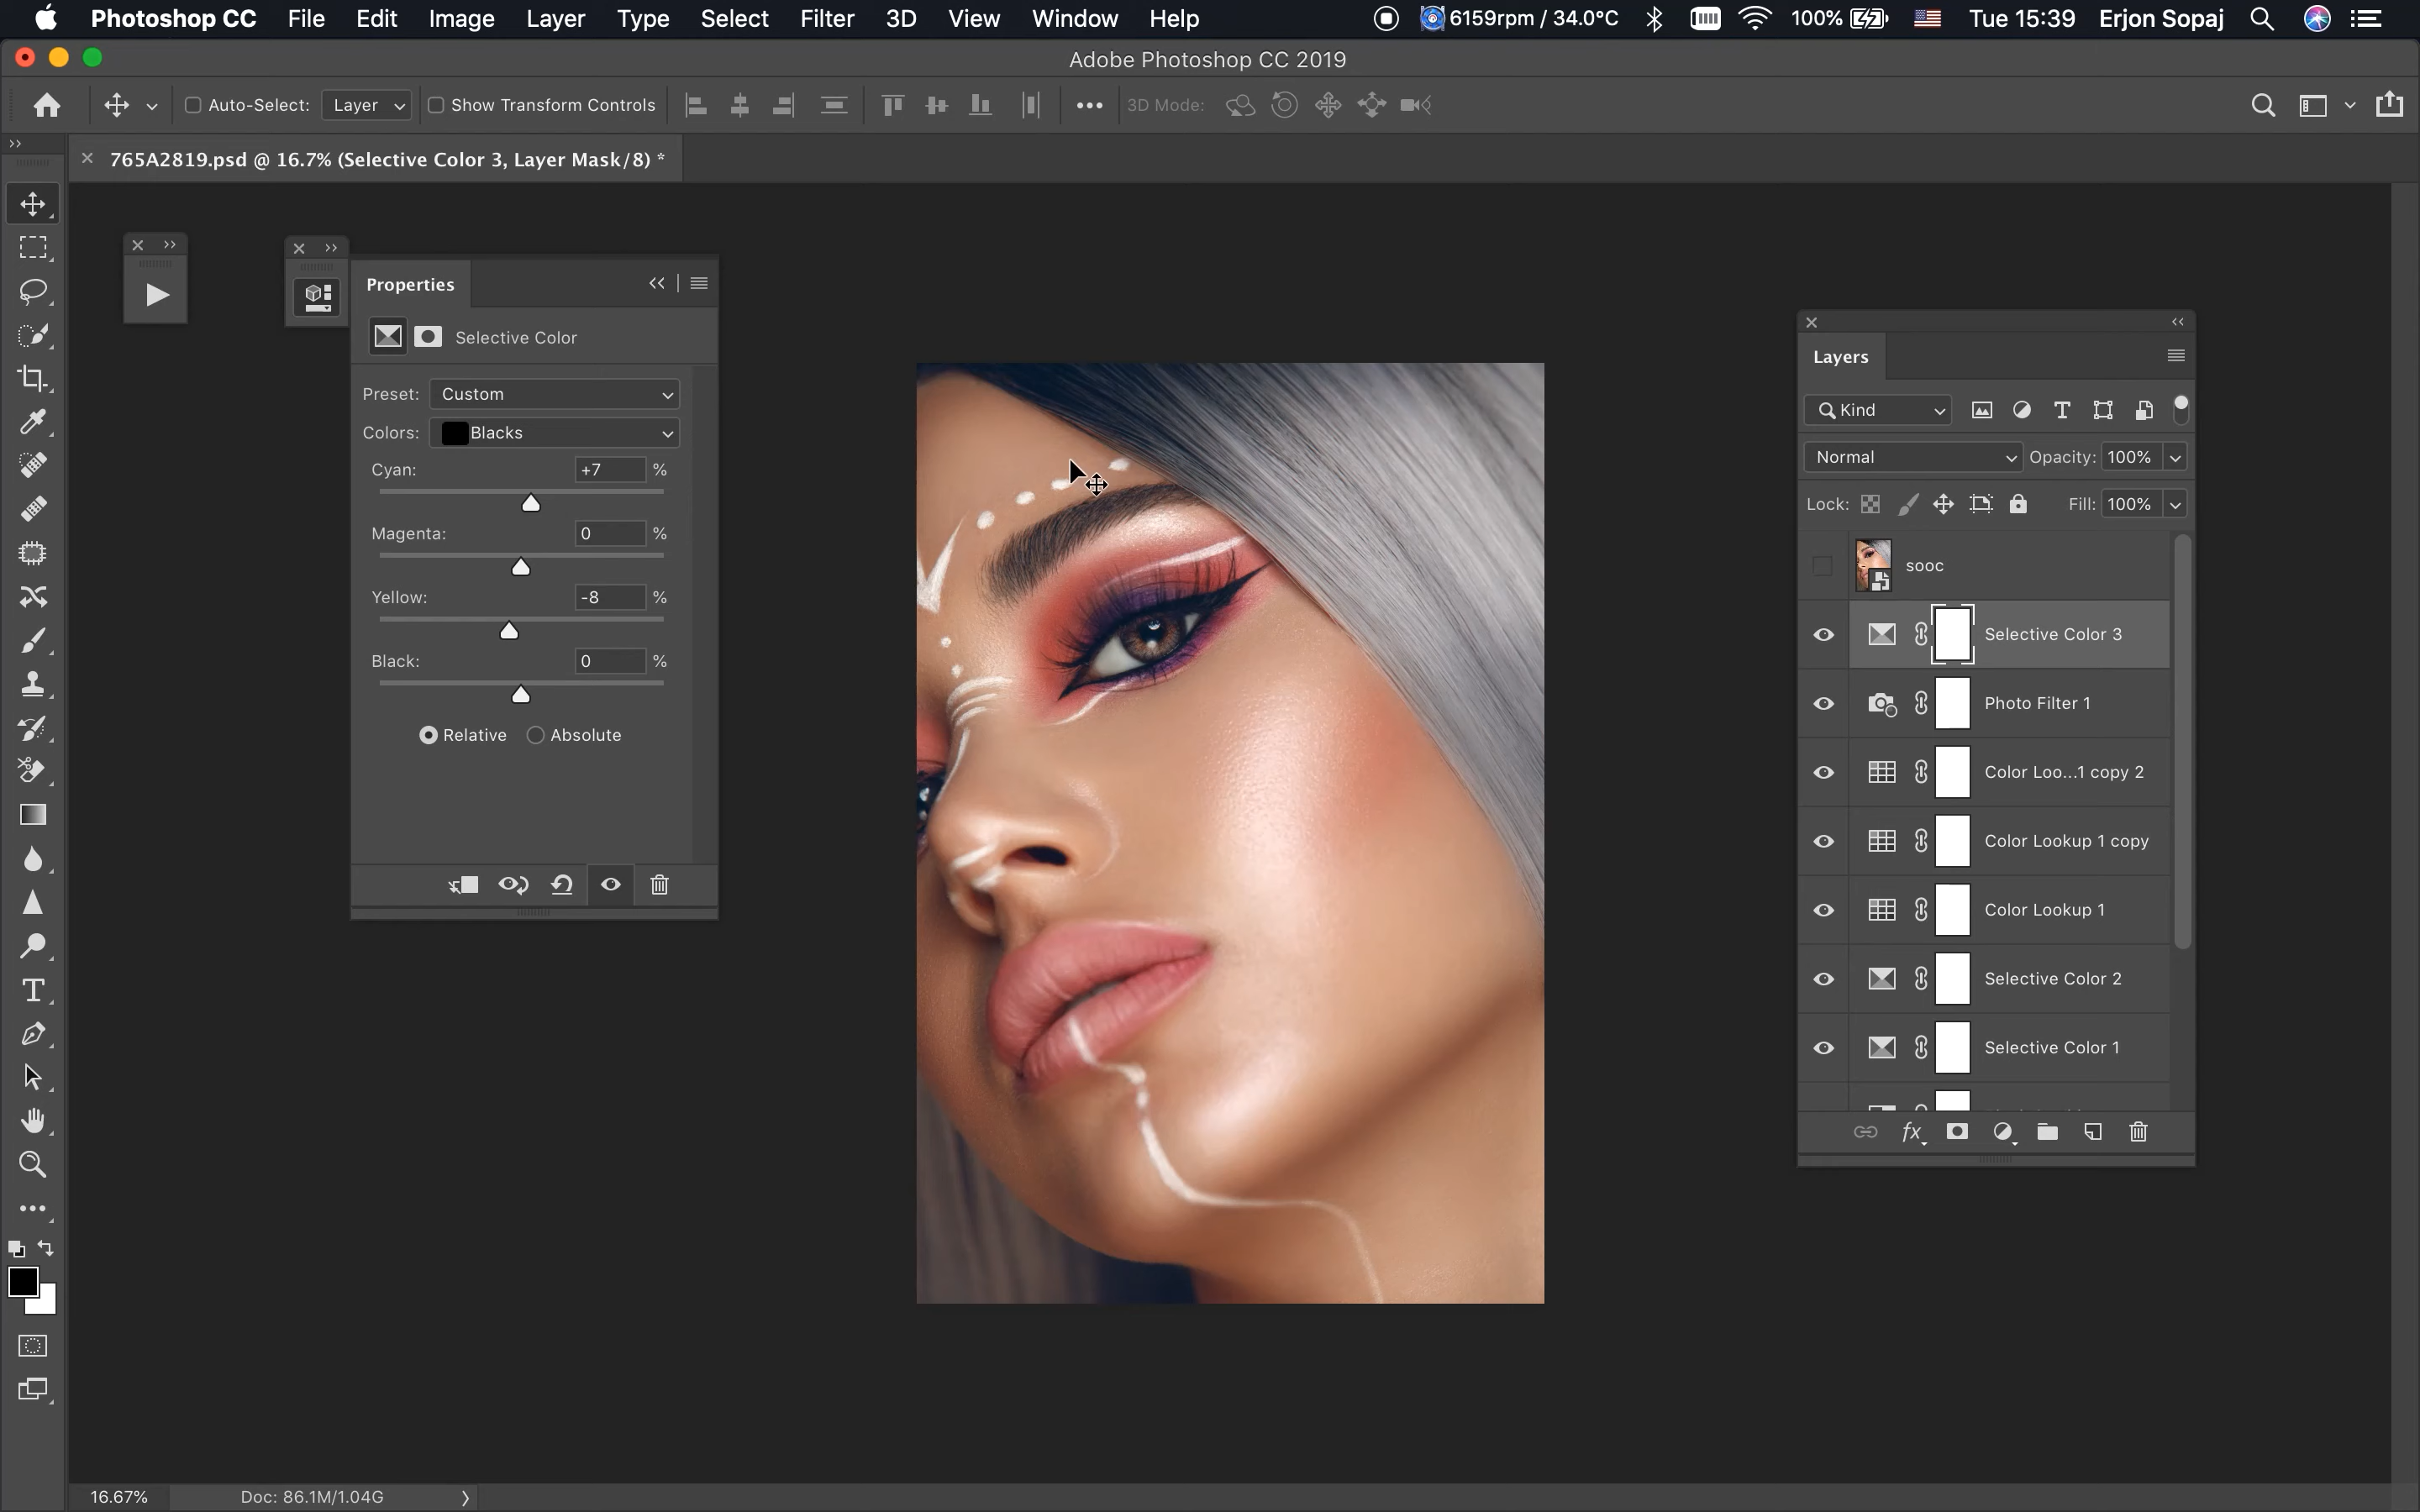 Photoshop CC File Edit Image Layer Type Select Filter 3D View Window Help 6159rpm / 34.0°C 100% Tue 15:39 Erjon Sopaj
Adobe Photoshop CC 2019
Auto-Select: Layer Show Transform Controls 3D Mode:
765A2819.psd @ 16.7% (Selective Color 3, Layer Mask/8) *
Properties
Selective Color
Preset: Custom
Colors: Blacks
Cyan: +7 %
Magenta: 0 %
Yellow: -8 %
Black: 0 %
Relative Absolute
Layers
Kind
Normal Opacity: 100%
Lock: Fill: 100%
sooc
Selective Color 3
Photo Filter 1
Color Loo...1 copy 2
Color Lookup 1 copy
Color Lookup 1
Selective Color 2
Selective Color 1
fx
16.67% Doc: 86.1M/1.04G